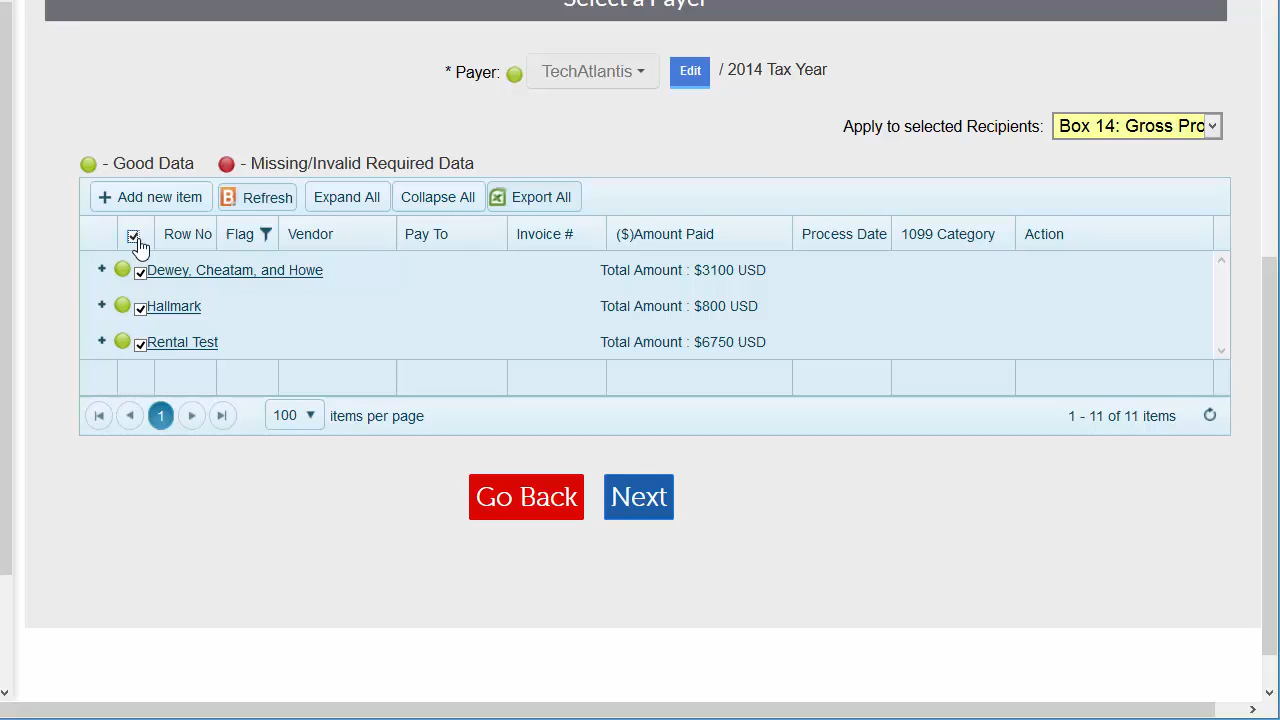 Select a Payer
* Payer: TechAtlantis Edit / 2014 Tax Year
Apply to selected Recipients: Box 14: Gross Pro
- Good Data - Missing/Invalid Required Data
+ Add new item Refresh Expand All Collapse All Export All
Row No Flag Vendor Pay To Invoice # ($)Amount Paid Process Date 1099 Category Action
+ Dewey, Cheatam, and Howe Total Amount : $3100 USD
+ Hallmark Total Amount : $800 USD
+ Rental Test Total Amount : $6750 USD
1 100 items per page 1 - 11 of 11 items
Go Back Next